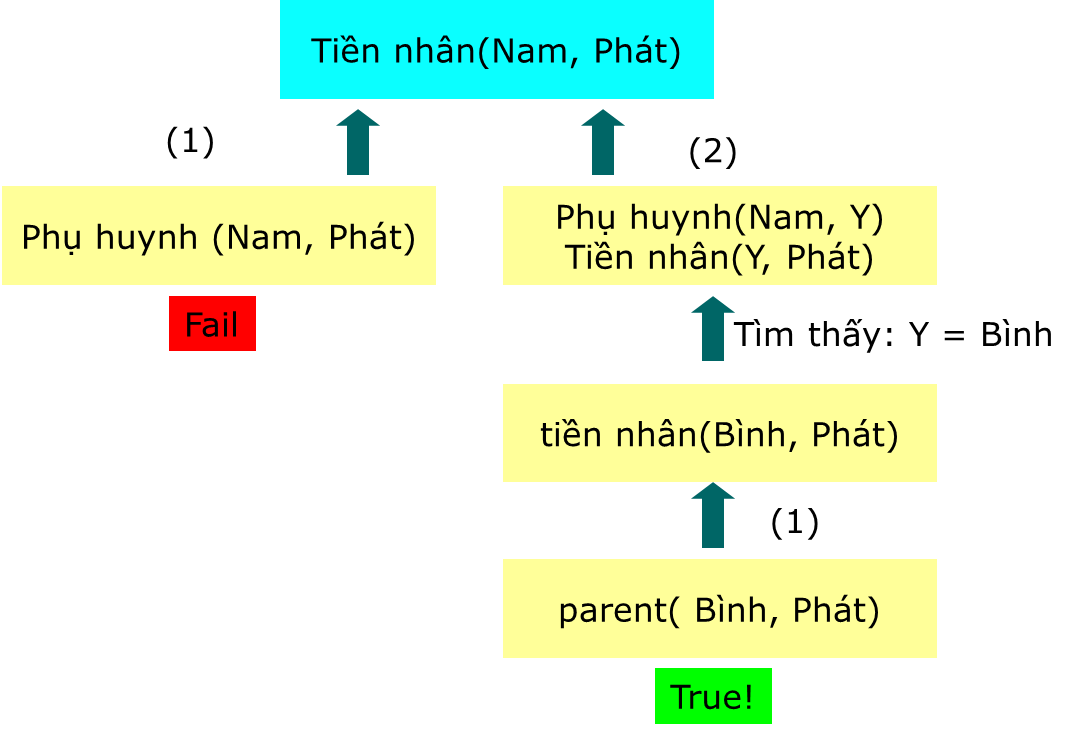 Tiền nhân(Nam, Phát)
(1)
(2)
Phụ huynh (Nam, Phát)
Phụ huynh(Nam, Y)
Tiền nhân(Y, Phát)
Fail
Tìm thấy: Y = Bình
tiền nhân(Bình, Phát)
(1)
parent( Bình, Phát)
True!